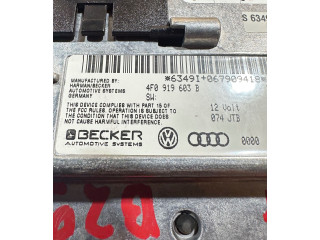 S 6349
*6349I+067909418*
MANUFACTURED BY:
HARMAN/BECKER
AUTOMOTIVE SYSTEMS
GERMANY
4F0 919 603 B
SW:
THIS DEVICE COMPLIES WITH PART 15 OF
THE FCC RULES. OPERATION IS SUBJECT TO
THE CONDITION THAT THIS DEVICE DOES
NOT CAUSE HARMFUL INTERFERENCE.
12 Volt
074 JTB
BECKER
AUTOMOTIVE SYSTEMS
0000